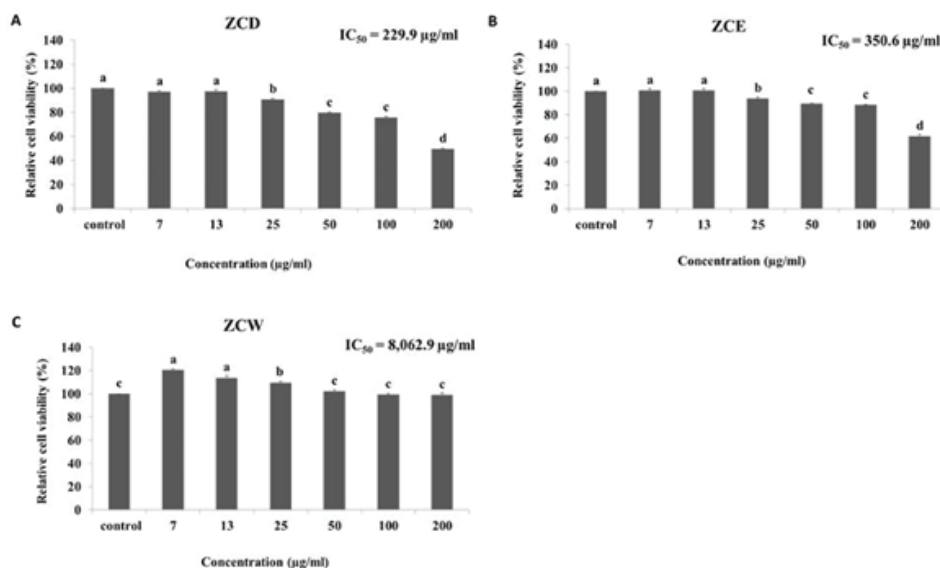 A
ZCD
IC50 = 229.9 µg/ml
Relative cell viability (%)
140
120
100
80
60
40
20
0
a
a
a
b
c
c
d
control 7 13 25 50 100 200
Concentration (µg/ml)
B
ZCE
IC50 = 350.6 µg/ml
Relative cell viability (%)
140
120
100
80
60
40
20
0
a
a
a
b
c
c
d
control 7 13 25 50 100 200
Concentration (µg/ml)
C
ZCW
IC50 = 8,062.9 µg/ml
Relative cell viability (%)
140
120
100
80
60
40
20
0
c
a
a
b
c
c
c
control 7 13 25 50 100 200
Concentration (µg/ml)